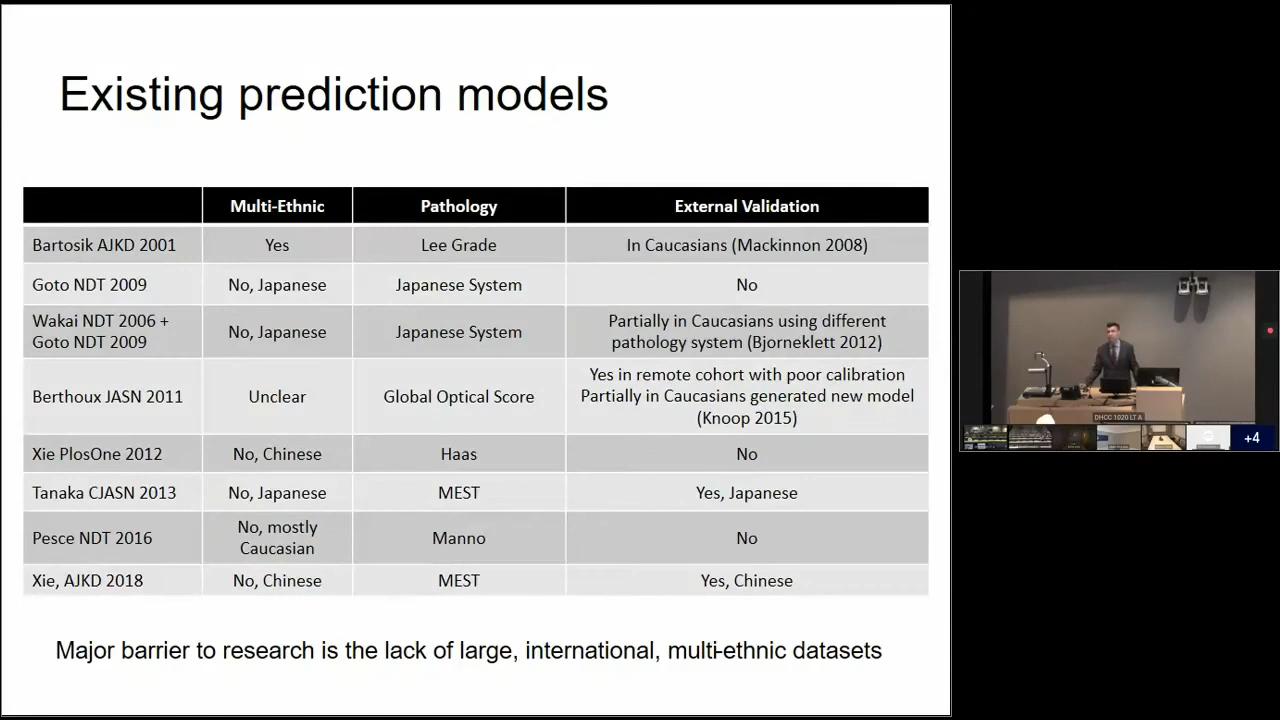 Existing prediction models
Multi-Ethnic Pathology External Validation
Bartosik AJKD 2001 Yes Lee Grade In Caucasians (Mackinnon 2008)
Goto NDT 2009 No, Japanese Japanese System No
Wakai NDT 2006 +
Goto NDT 2009
No, Japanese
Japanese System
Partially in Caucasians using different
pathology system (Bjorneklett 2012)
Berthoux JASN 2011
Unclear
Global Optical Score
Yes in remote cohort with poor calibration
Partially in Caucasians generated new model
(Knoop 2015)
Xie PlosOne 2012 No, Chinese Haas No
Tanaka CJASN 2013 No, Japanese MEST Yes, Japanese
Pesce NDT 2016
No, mostly
Caucasian
Manno
No
Xie, AJKD 2018 No, Chinese MEST Yes, Chinese
Major barrier to research is the lack of large, international, multi-ethnic datasets
DHCC 1020 LT A
+4